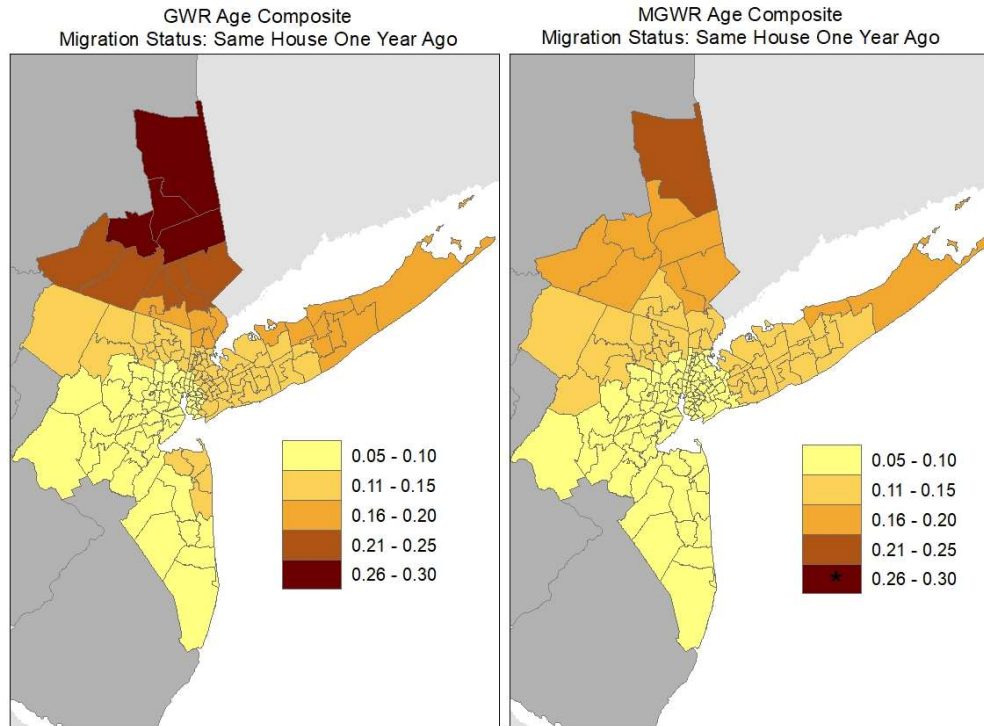 GWR Age Composite
Migration Status: Same House One Year Ago
0.05 - 0.10
0.11 - 0.15
0.16 - 0.20
0.21 - 0.25
0.26 - 0.30
MGWR Age Composite
Migration Status: Same House One Year Ago
0.05 - 0.10
0.11 - 0.15
0.16 - 0.20
0.21 - 0.25
* 0.26 - 0.30